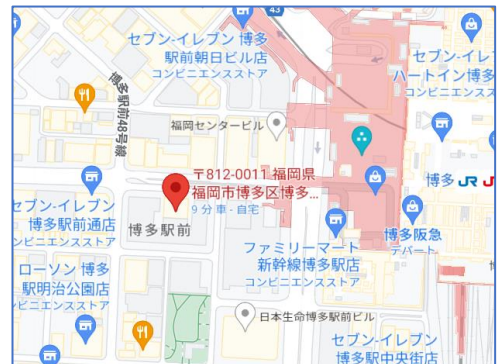 43
セブン-イレブン 博多
駅前朝日ビル店
コンビニエンスストア
セブン-イレ
ハートイン博多
コンビニエンスス
博多駅前48号線
福岡センタービル
〒812-0011 福岡県
福岡市博多区博多...
9 分 車 - 自宅
博多 JR J
セブン-イレブン
博多駅前通店
ンビニエンスストア
博多駅前
ファミリーマート
新幹線博多駅店
コンビニエンスストア
博多阪急
デパート
ローソン 博多
駅明治公園店
ンビニエンスストア
日本生命博多駅前ビル
セブン-イレブン
博多駅中央街店